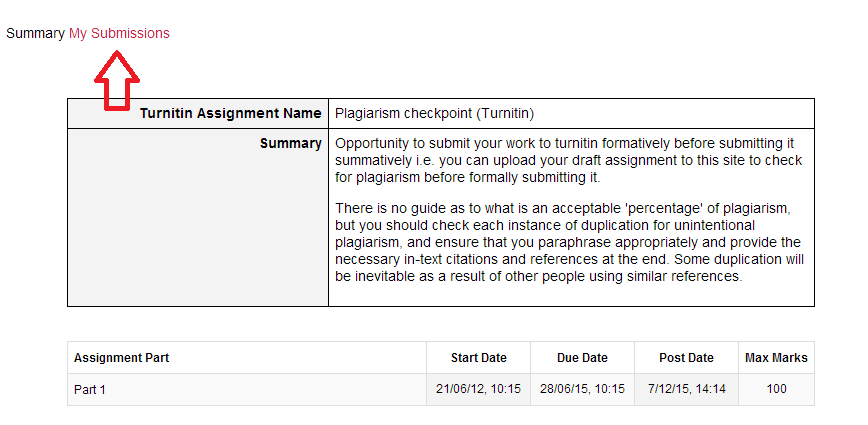 Summary My Submissions
Turnitin Assignment Name Plagiarism checkpoint (Turnitin)
Summary Opportunity to submit your work to turnitin formatively before submitting it
summatively i.e. you can upload your draft assignment to this site to check
for plagiarism before formally submitting it.
There is no guide as to what is an acceptable 'percentage' of plagiarism,
but you should check each instance of duplication for unintentional
plagiarism, and ensure that you paraphrase appropriately and provide the
necessary in-text citations and references at the end. Some duplication will
be inevitable as a result of other people using similar references.
Assignment Part Start Date Due Date Post Date Max Marks
Part 1 21/06/12, 10:15 28/06/15, 10:15 7/12/15, 14:14 100